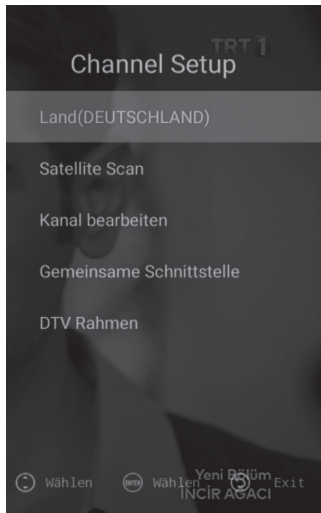 TRT 1
Channel Setup
Land(DEUTSCHLAND)
Satellite Scan
Kanal bearbeiten
Gemeinsame Schnittstelle
DTV Rahmen
Wählen ENTER Wählen Exit
Yeni Bölüm
İNCİR AĞACI